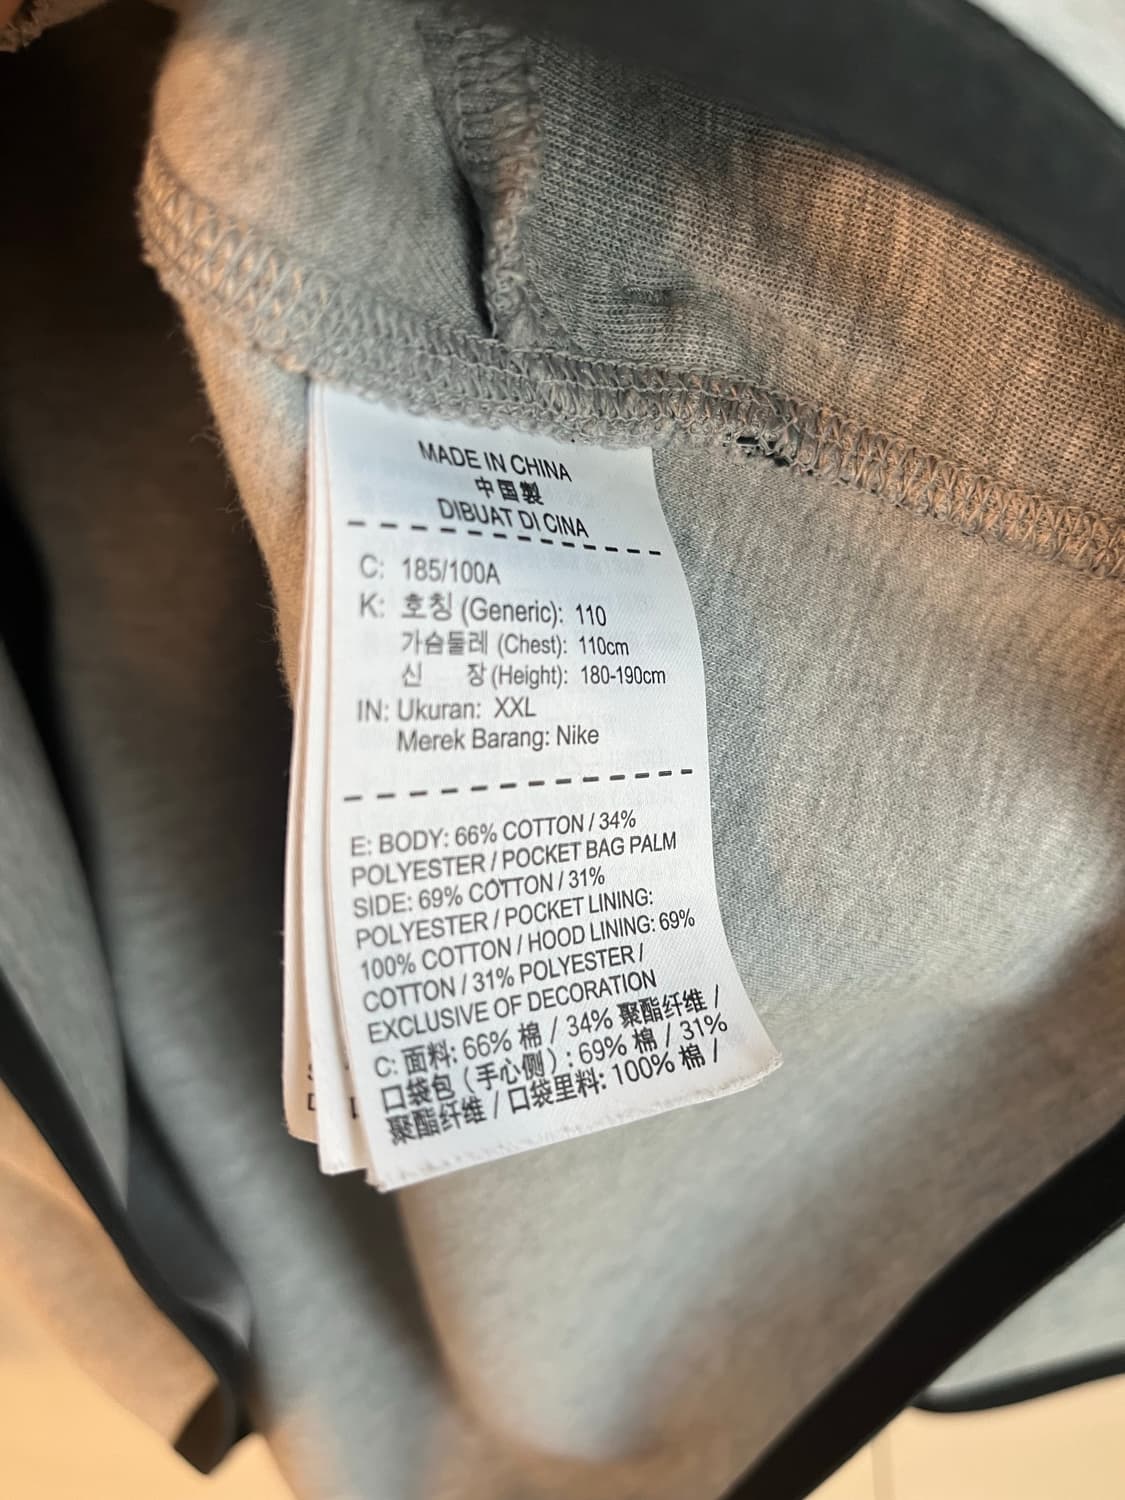 MADE IN CHINA
中国製
DIBUAT DI CINA
C: 185/100A
K: 호칭 (Generic): 110
가슴둘레 (Chest): 110cm
신 장 (Height): 180-190cm
IN: Ukuran: XXL
Merek Barang: Nike
E: BODY: 66% COTTON / 34%
POLYESTER / POCKET BAG PALM
SIDE: 69% COTTON / 31%
POLYESTER / POCKET LINING:
100% COTTON / HOOD LINING: 69%
COTTON / 31% POLYESTER /
EXCLUSIVE OF DECORATION
C: 面料: 66% 棉 / 34% 聚酯纤维 /
口袋包 (手心侧) : 69% 棉 / 31%
聚酯纤维 / 口袋里料: 100% 棉 /